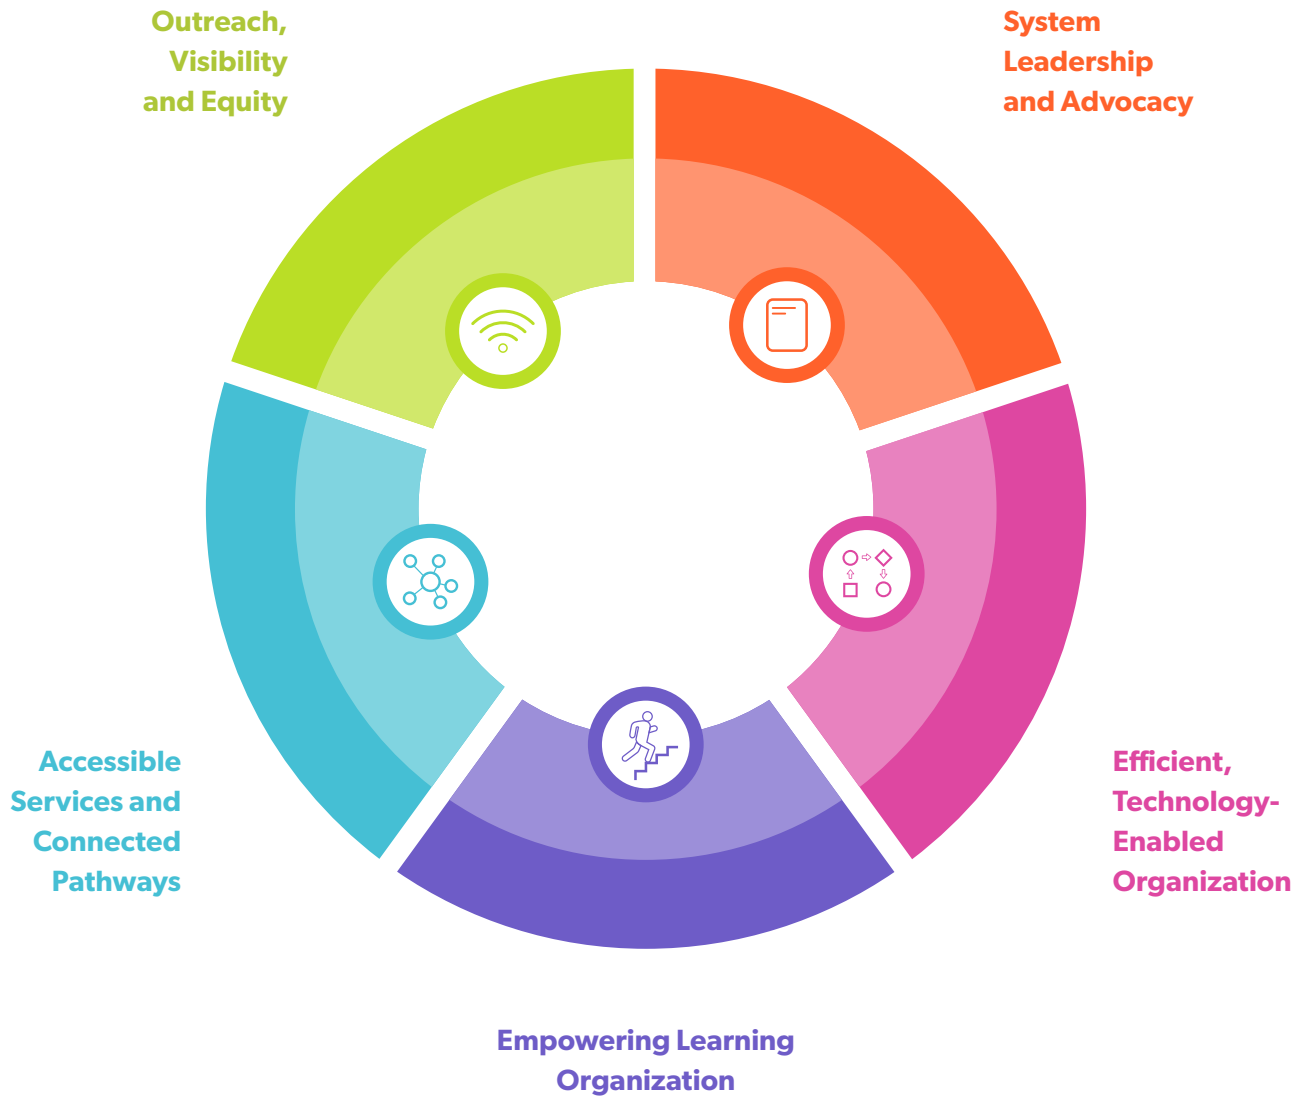 Outreach,
Visibility
and Equity
System
Leadership
and Advocacy
Accessible
Services and
Connected
Pathways
Efficient,
Technology-
Enabled
Organization
Empowering Learning
Organization